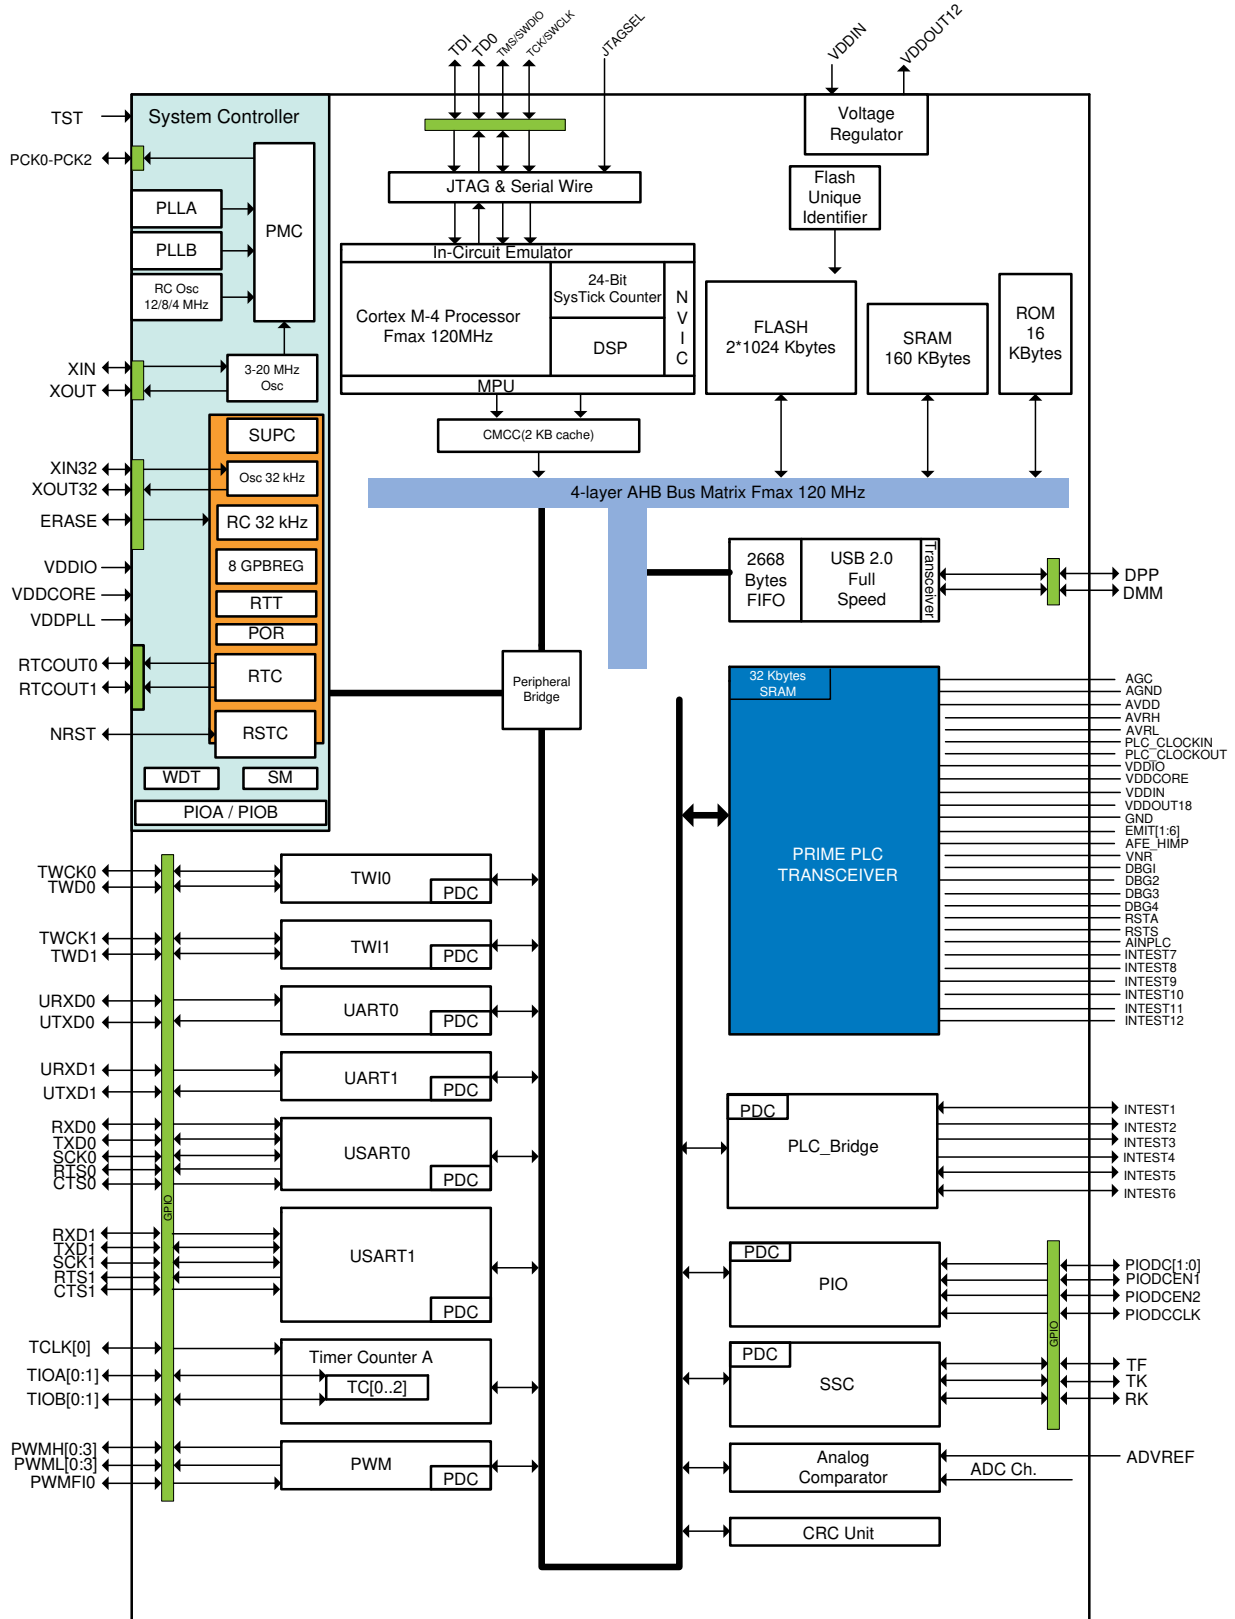 TDI
TD0
TMS/SWDIO
TCK/SWCLK
JTAGSEL
VDDIN
VDDOUT12
TST
System Controller
Voltage
Regulator
PCK0-PCK2
PMC
JTAG & Serial Wire
Flash
Unique
Identifier
PLLA
PLLB
RC Osc
12/8/4 MHz
In-Circuit Emulator
Cortex M-4 Processor
Fmax 120MHz
24-Bit
SysTick Counter
DSP
N
V
I
C
MPU
FLASH
2*1024 Kbytes
SRAM
160 KBytes
ROM
16
KBytes
XIN
XOUT
3-20 MHz
Osc
CMCC(2 KB cache)
SUPC
XIN32
XOUT32
Osc 32 kHz
ERASE
RC 32 kHz
4-layer AHB Bus Matrix Fmax 120 MHz
VDDIO
VDDCORE
VDDPLL
8 GPBREG
RTT
POR
2668
Bytes
FIFO
USB 2.0
Full
Speed
Transceiver
DPP
DMM
RTCOUT0
RTCOUT1
RTC
NRST
RSTC
Peripheral
Bridge
WDT
SM
PIOA / PIOB
32 Kbytes
SRAM
PRIME PLC
TRANSCEIVER
AGC
AGND
AVDD
AVRH
AVRL
PLC_CLOCKIN
PLC_CLOCKOUT
VDDIO
VDDCORE
VDDIN
VDDOUT18
GND
EMIT[1:6]
AFE_HIMP
VNR
DBGI
DBG2
DBG3
DBG4
RSTA
RSTS
AINPLC
INTEST7
INTEST8
INTEST9
INTEST10
INTEST11
INTEST12
TWCK0
TWD0
TWI0
PDC
TWCK1
TWD1
TWI1
PDC
URXD0
UTXD0
UART0
PDC
URXD1
UTXD1
UART1
PDC
RXD0
TXD0
SCK0
RTS0
CTS0
USART0
PDC
GPIO
RXD1
TXD1
SCK1
RTS1
CTS1
USART1
PDC
TCLK[0]
TIOA[0:1]
TIOB[0:1]
Timer Counter A
TC[0..2]
PWMH[0:3]
PWML[0:3]
PWMFI0
PWM
PDC
PDC
PLC_Bridge
INTEST1
INTEST2
INTEST3
INTEST4
INTEST5
INTEST6
PDC
PIO
PIODC[1:0]
PIODCEN1
PIODCEN2
PIODCCLK
GPIO
PDC
SSC
TF
TK
RK
Analog
Comparator
ADVREF
ADC Ch.
CRC Unit